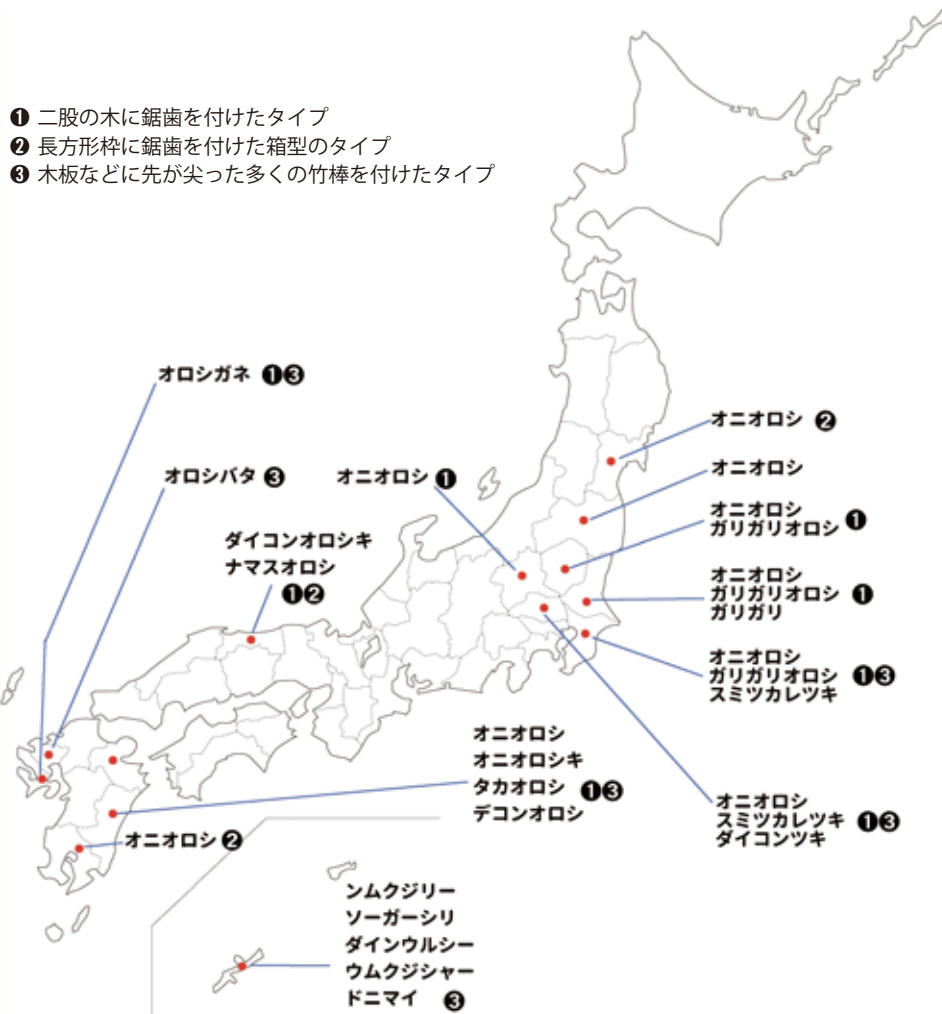 ❶ 二股の木に鋸歯を付けたタイプ
❷ 長方形枠に鋸歯を付けた箱型のタイプ
❸ 木板などに先が尖った多くの竹棒を付けたタイプ
オロシガネ ❶❸
オロシバタ ❸
オニオロシ ❶
ダイコンオロシキ
ナマスオロシ
❶❷
オニオロシ ❷
オニオロシ
オニオロシ
ガリガリオロシ ❶
オニオロシ
ガリガリオロシ ❶
ガリガリ
オニオロシ
ガリガリオロシ ❶❸
スミツカレツキ
オニオロシ
スミツカレツキ ❶❸
ダイコンツキ
オニオロシ
オニオロシキ
タカオロシ ❶❸
デコンオロシ
オニオロシ ❷
ンムクジリー
ソーガーシリ
ダインウルシー
ウムクジシャー
ドニマイ ❸